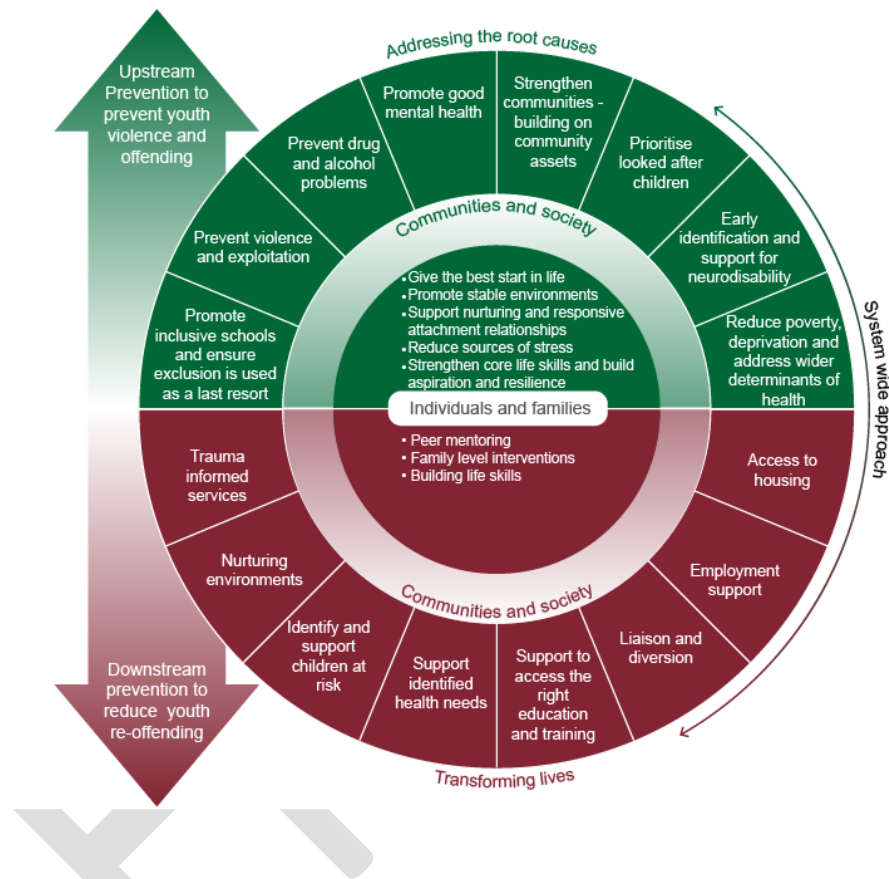 Upstream
Prevention to
prevent youth
violence and
offending
Downstream
prevention to
reduce youth
re-offending
Addressing the root causes
Promote
inclusive schools
and ensure
exclusion is used
as a last resort
Prevent violence
and exploitation
Prevent drug
and alcohol
problems
Promote good
mental health
Strengthen
communities -
building on
community
assets
Prioritise
looked after
children
Early
identification and
support for
neurodisability
Reduce poverty,
deprivation and
address wider
determinants of
health
Communities and society
•Give the best start in life
•Promote stable environments
•Support nurturing and responsive
attachment relationships
•Reduce sources of stress
•Strengthen core life skills and build
aspiration and resilience
Individuals and families
• Peer mentoring
• Family level interventions
• Building life skills
Communities and society
Trauma
informed
services
Nurturing
environments
Identify and
support
children at
risk
Support
identified
health needs
Support to
access the
right
education
and training
Liaison and
diversion
Employment
support
Access to
housing
Transforming lives
System wide approach